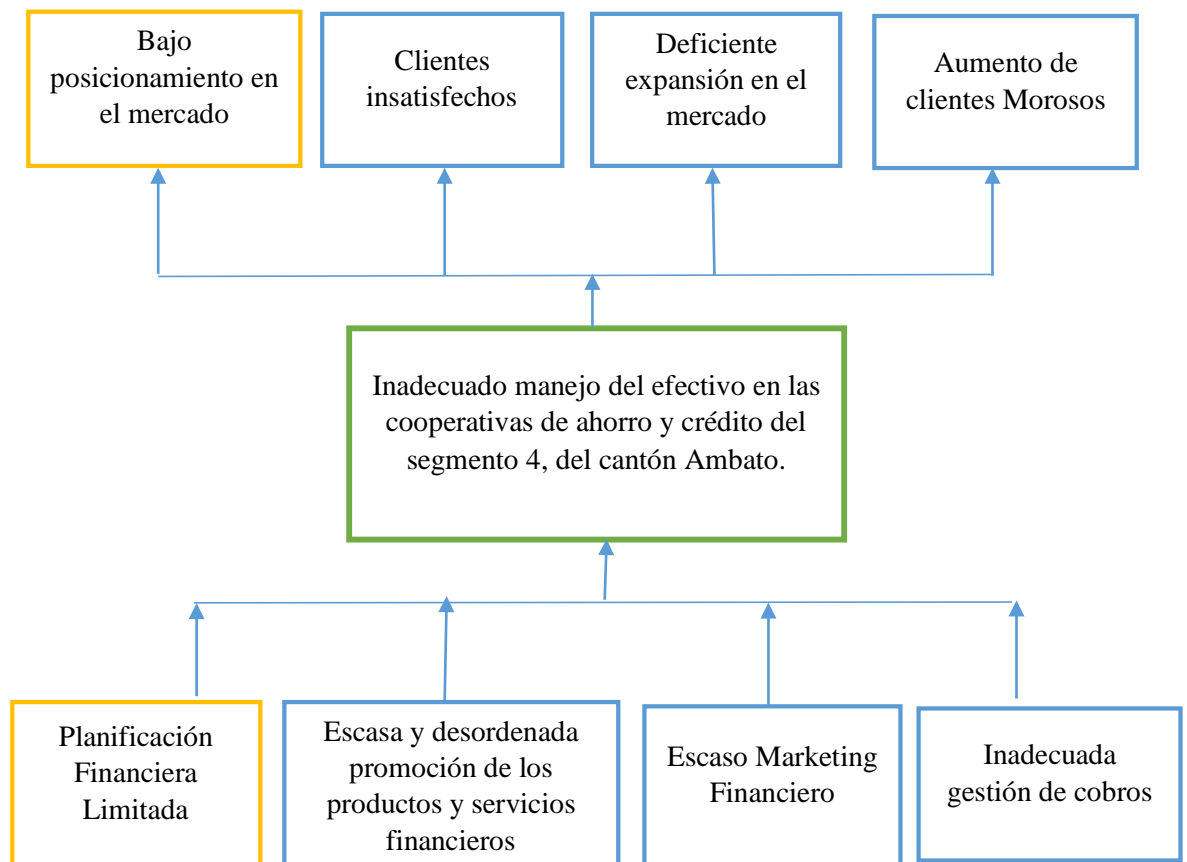 Bajo
posicionamiento en
el mercado
Clientes
insatisfechos
Deficiente
expansión en el
mercado
Aumento de
clientes Morosos
Inadecuado manejo del efectivo en las
cooperativas de ahorro y crédito del
segmento 4, del cantón Ambato.
Planificación
Financiera
Limitada
Escasa y desordenada
promoción de los
productos y servicios
financieros
Escaso Marketing
Financiero
Inadecuada
gestión de cobros